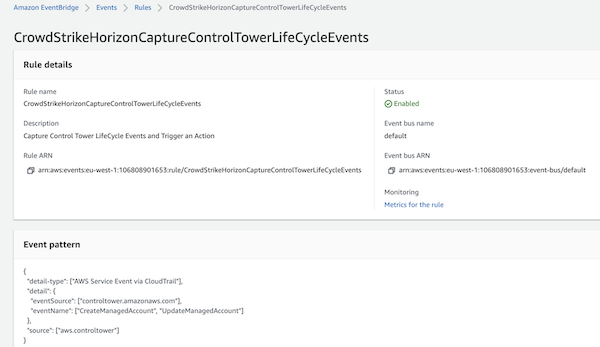 Amazon EventBridge > Events > Rules > CrowdStrikeHorizonCaptureControlTowerLifeCycleEvents
CrowdStrikeHorizonCaptureControlTowerLifeCycleEvents
Rule details
Rule name
CrowdStrikeHorizonCaptureControlTowerLifeCycleEvents
Description
Capture Control Tower LifeCycle Events and Trigger an Action
Rule ARN
arn:aws:events:eu-west-1:106808901653:rule/CrowdStrikeHorizonCaptureControlTowerLifeCycleEvents
Status
Enabled
Event bus name
default
Event bus ARN
arn:aws:events:eu-west-1:106808901653:event-bus/default
Monitoring
Metrics for the rule
Event pattern
{
"detail-type": ["AWS Service Event via CloudTrail"],
"detail": {
"eventSource": ["controltower.amazonaws.com"],
"eventName": ["CreateManagedAccount", "UpdateManagedAccount"]
},
"source": ["aws.controltower"]
}